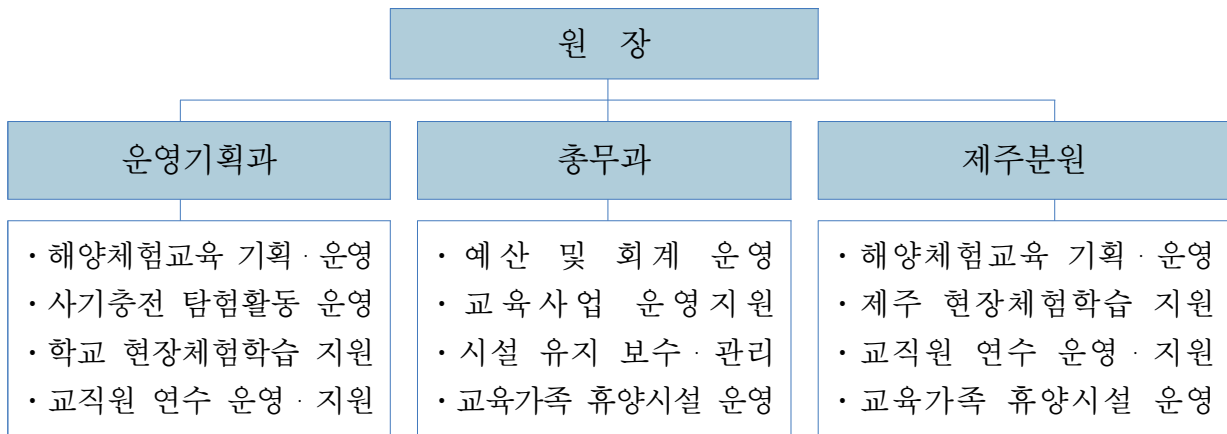 원 장
운영기획과
· 해양체험교육 기획 · 운영
· 사기충전 탐험활동 운영
· 학교 현장체험학습 지원
· 교직원 연수 운영 · 지원
총무과
· 예산 및 회계 운영
· 교육사업 운영지원
· 시설 유지 보수 · 관리
· 교육가족 휴양시설 운영
제주분원
· 해양체험교육 기획 · 운영
· 제주 현장체험학습 지원
· 교직원 연수 운영 · 지원
· 교육가족 휴양시설 운영